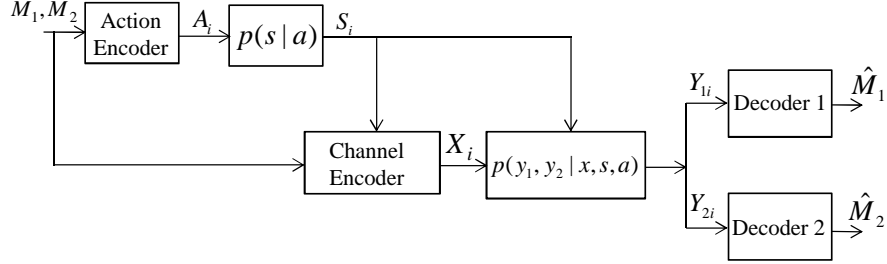 M₁, M₂
Action
Encoder
Aᵢ
p(s | a)
Sᵢ
Channel
Encoder
Xᵢ
p(y₁, y₂ | x, s, a)
Y₁ᵢ
Decoder 1
M̂₁
Y₂ᵢ
Decoder 2
M̂₂